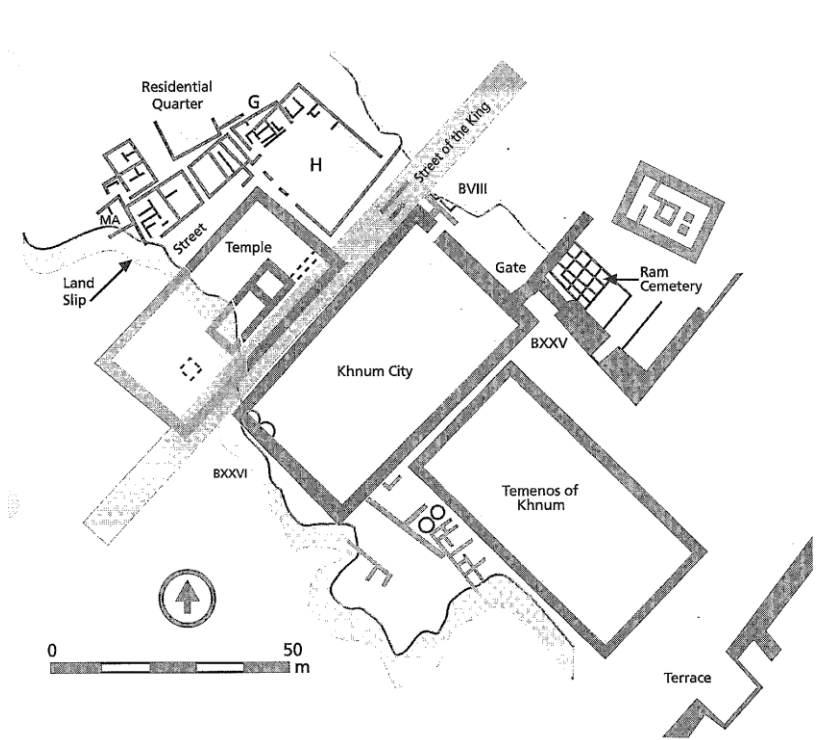 Residential
Quarter
G
H
Street of the King
BVIII
MA
Street
Temple
Land
Slip
Gate
Ram
Cemetery
BXXV
Khnum City
BXXVI
Temenos of
Khnum
0 50
m
Terrace